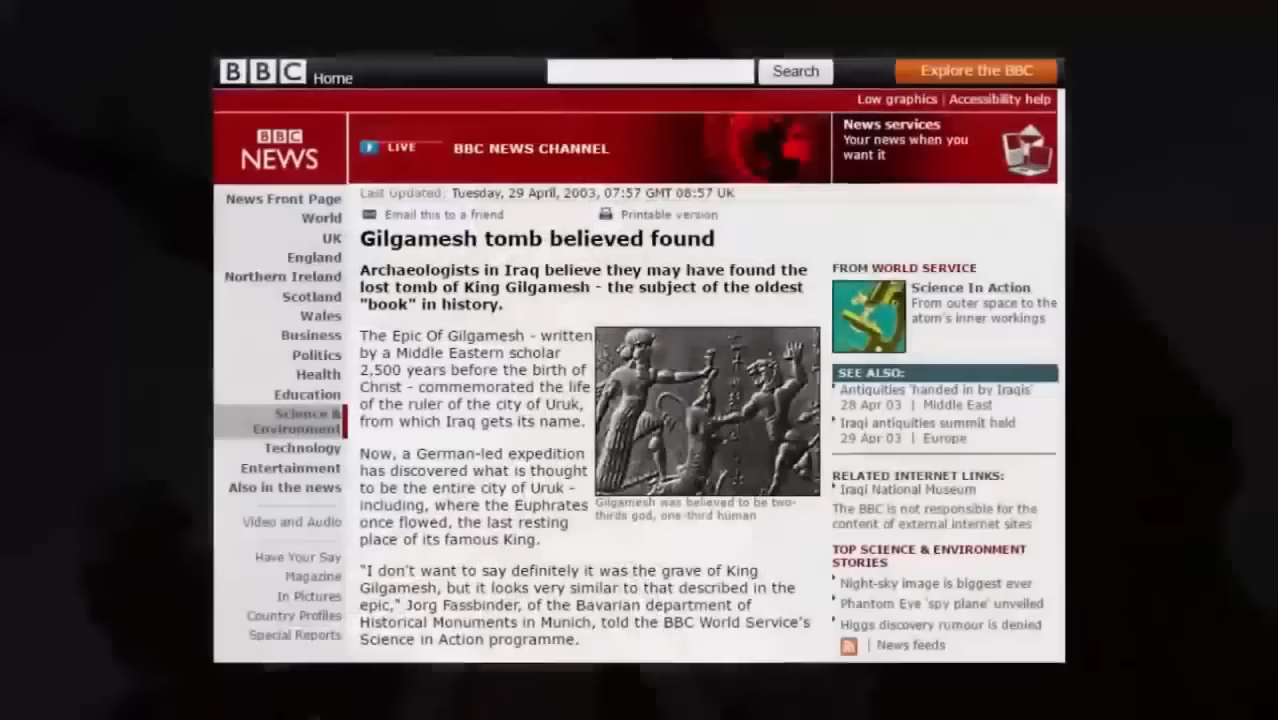 BBC Home
Search
Explore the BBC
Low graphics | Accessibility help
BBC
NEWS
LIVE
BBC NEWS CHANNEL
News services
Your news when you
want it
News Front Page
World
UK
England
Northern Ireland
Scotland
Wales
Business
Politics
Health
Education
Science &
Environment
Technology
Entertainment
Also in the news
Video and Audio
Have Your Say
Magazine
In Pictures
Country Profiles
Special Reports
Last Updated: Tuesday, 29 April, 2003, 07:57 GMT 08:57 UK
Email this to a friend
Printable version
Gilgamesh tomb believed found
Archaeologists in Iraq believe they may have found the
lost tomb of King Gilgamesh - the subject of the oldest
"book" in history.
The Epic Of Gilgamesh - written
by a Middle Eastern scholar
2,500 years before the birth of
Christ - commemorated the life
of the ruler of the city of Uruk,
from which Iraq gets its name.
Now, a German-led expedition
has discovered what is thought
to be the entire city of Uruk -
including, where the Euphrates
once flowed, the last resting
place of its famous King.
Gilgamesh was believed to be two-
thirds god, one-third human
"I don't want to say definitely it was the grave of King
Gilgamesh, but it looks very similar to that described in the
epic," Jorg Fassbinder, of the Bavarian department of
Historical Monuments in Munich, told the BBC World Service's
Science in Action programme.
FROM WORLD SERVICE
Science In Action
From outer space to the
atom's inner workings
SEE ALSO:
Antiquities 'handed in by Iraqis'
28 Apr 03 | Middle East
Iraqi antiquities summit held
29 Apr 03 | Europe
RELATED INTERNET LINKS:
Iraqi National Museum
The BBC is not responsible for the
content of external internet sites
TOP SCIENCE & ENVIRONMENT
STORIES
Night-sky image is biggest ever
Phantom Eye 'spy plane' unveiled
Higgs discovery rumour is denied
| News feeds